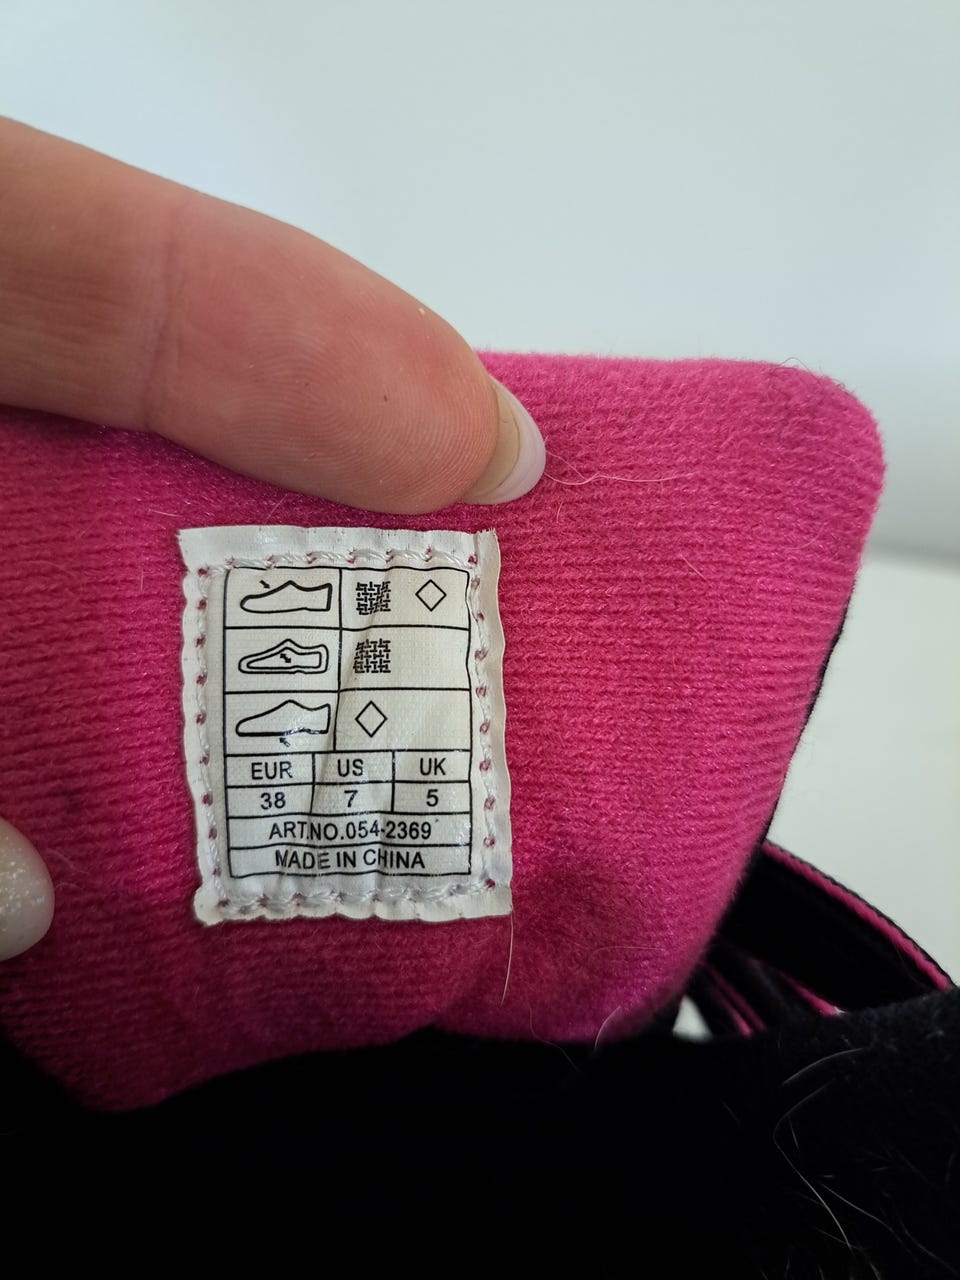 EUR US UK
38 7 5
ART.NO.054-2369
MADE IN CHINA